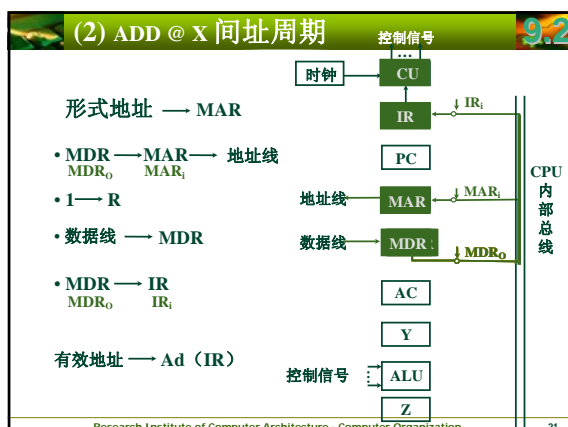 (2) ADD @ X 间址周期
9.2
形式地址 → MAR
• MDR → MAR → 地址线
MDRO MARi
• 1 → R
• 数据线 → MDR
• MDR → IR
MDRO IRi
有效地址 → Ad（IR）
控制信号
…
时钟
CU
IR
IRi
PC
CPU
内
部
总
线
地址线
MAR
MARi
数据线
MDR
MDRO
AC
Y
控制信号
ALU
Z
Research Institute of Computer Architecture - Computer Organization
21